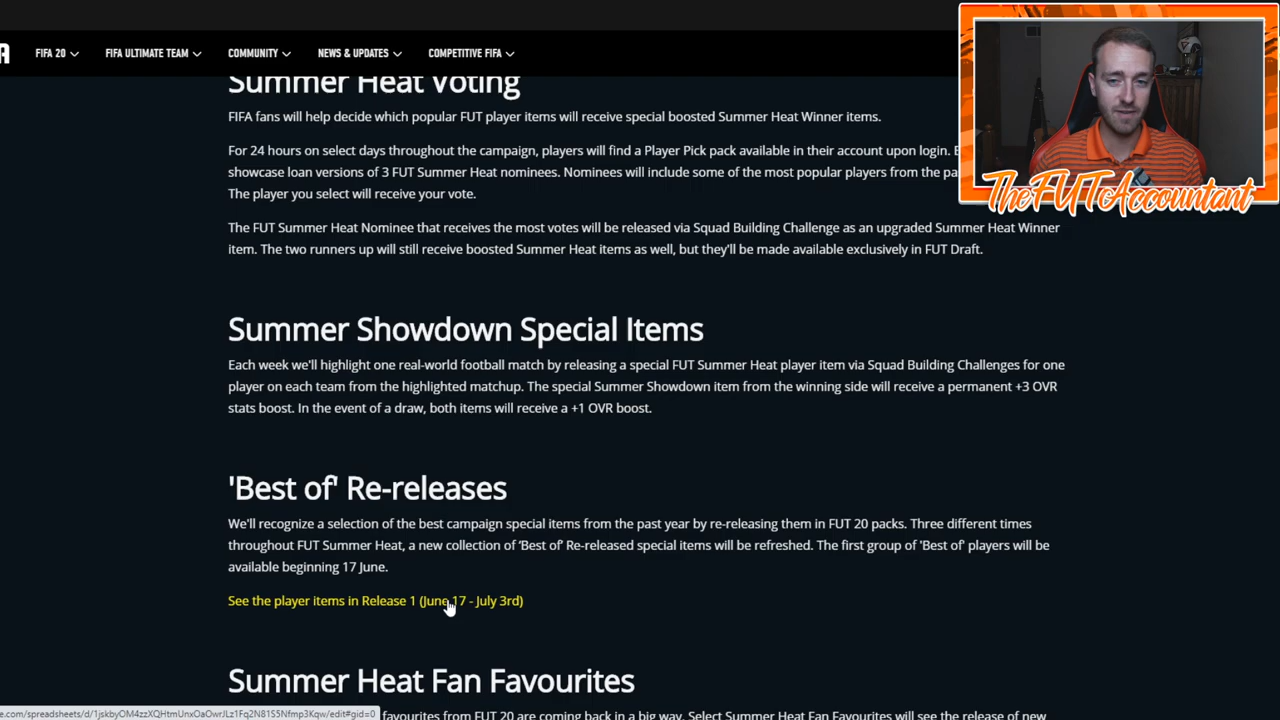 A FIFA 20 FIFA ULTIMATE TEAM COMMUNITY NEWS & UPDATES COMPETITIVE FIFA
Summer Heat Voting
FIFA fans will help decide which popular FUT player items will receive special boosted Summer Heat Winner items.
For 24 hours on select days throughout the campaign, players will find a Player Pick pack available in their account upon login.
showcase loan versions of 3 FUT Summer Heat nominees. Nominees will include some of the most popular players from the
The player you select will receive your vote.
TheFUTAccountant
The FUT Summer Heat Nominee that receives the most votes will be released via Squad Building Challenge as an upgraded Summer Heat Winner
item. The two runners up will still receive boosted Summer Heat items as well, but they'll be made available exclusively in FUT Draft.
Summer Showdown Special Items
Each week we'll highlight one real-world football match by releasing a special FUT Summer Heat player item via Squad Building Challenges for one
player on each team from the highlighted matchup. The special Summer Showdown item from the winning side will receive a permanent +3 OVR
stats boost. In the event of a draw, both items will receive a +1 OVR boost.
'Best of' Re-releases
We'll recognize a selection of the best campaign special items from the past year by re-releasing them in FUT 20 packs. Three different times
throughout FUT Summer Heat, a new collection of 'Best of' Re-released special items will be refreshed. The first group of 'Best of' players will be
available beginning 17 June.
See the player items in Release 1 (June 17 - July 3rd)
Summer Heat Fan Favourites
favourites from FUT 20 are coming back in a big way. Select Summer Heat Fan Favourites will see the release of new